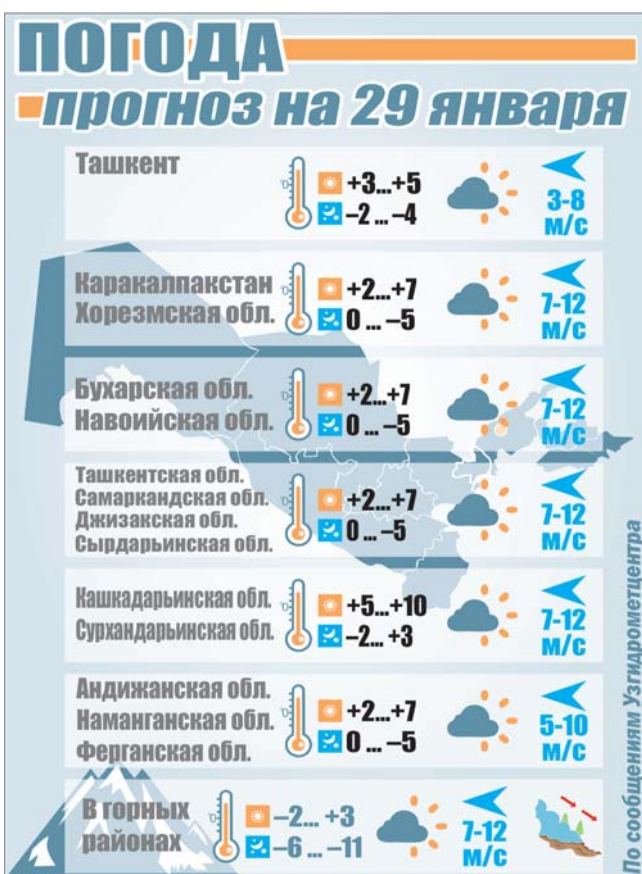 ПОГОДА
прогноз на 29 января
Ташкент
°C
+3...+5
−2 ... −4
3-8
м/с
Каракалпакстан
Хорезмская обл.
°C
+2...+7
0 ... −5
7-12
м/с
Бухарская обл.
Навоийская обл.
°C
+2...+7
0 ... −5
7-12
м/с
Ташкентская обл.
Самаркандская обл.
Джизакская обл.
Сырдарьинская обл.
°C
+2...+7
0 ... −5
7-12
м/с
Кашкадарьинская обл.
Сурхандарьинская обл.
°C
+5...+10
−2... +3
7-12
м/с
Андижанская обл.
Наманганская обл.
Ферганская обл.
°C
+2...+7
0 ... −5
5-10
м/с
В горных
районах
°C
−2... +3
−6 ... −11
7-12
м/с
По сообщениям Узгидрометцентра